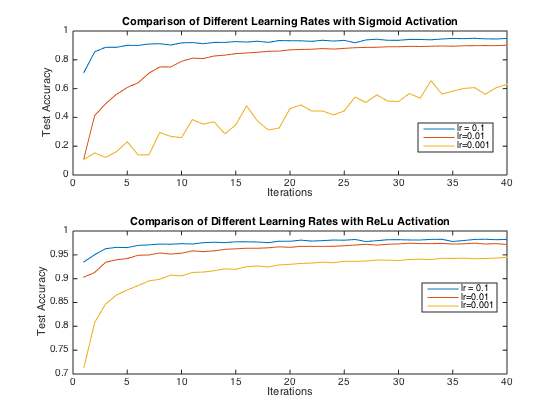 Comparison of Different Learning Rates with Sigmoid Activation
1
0.8
0.6
0.4
0.2
0
Test Accuracy
0 5 10 15 20 25 30 35 40
Iterations
lr = 0.1
lr=0.01
lr=0.001
Comparison of Different Learning Rates with ReLu Activation
1
0.95
0.9
0.85
0.8
0.75
0.7
Test Accuracy
0 5 10 15 20 25 30 35 40
Iterations
lr = 0.1
lr=0.01
lr=0.001